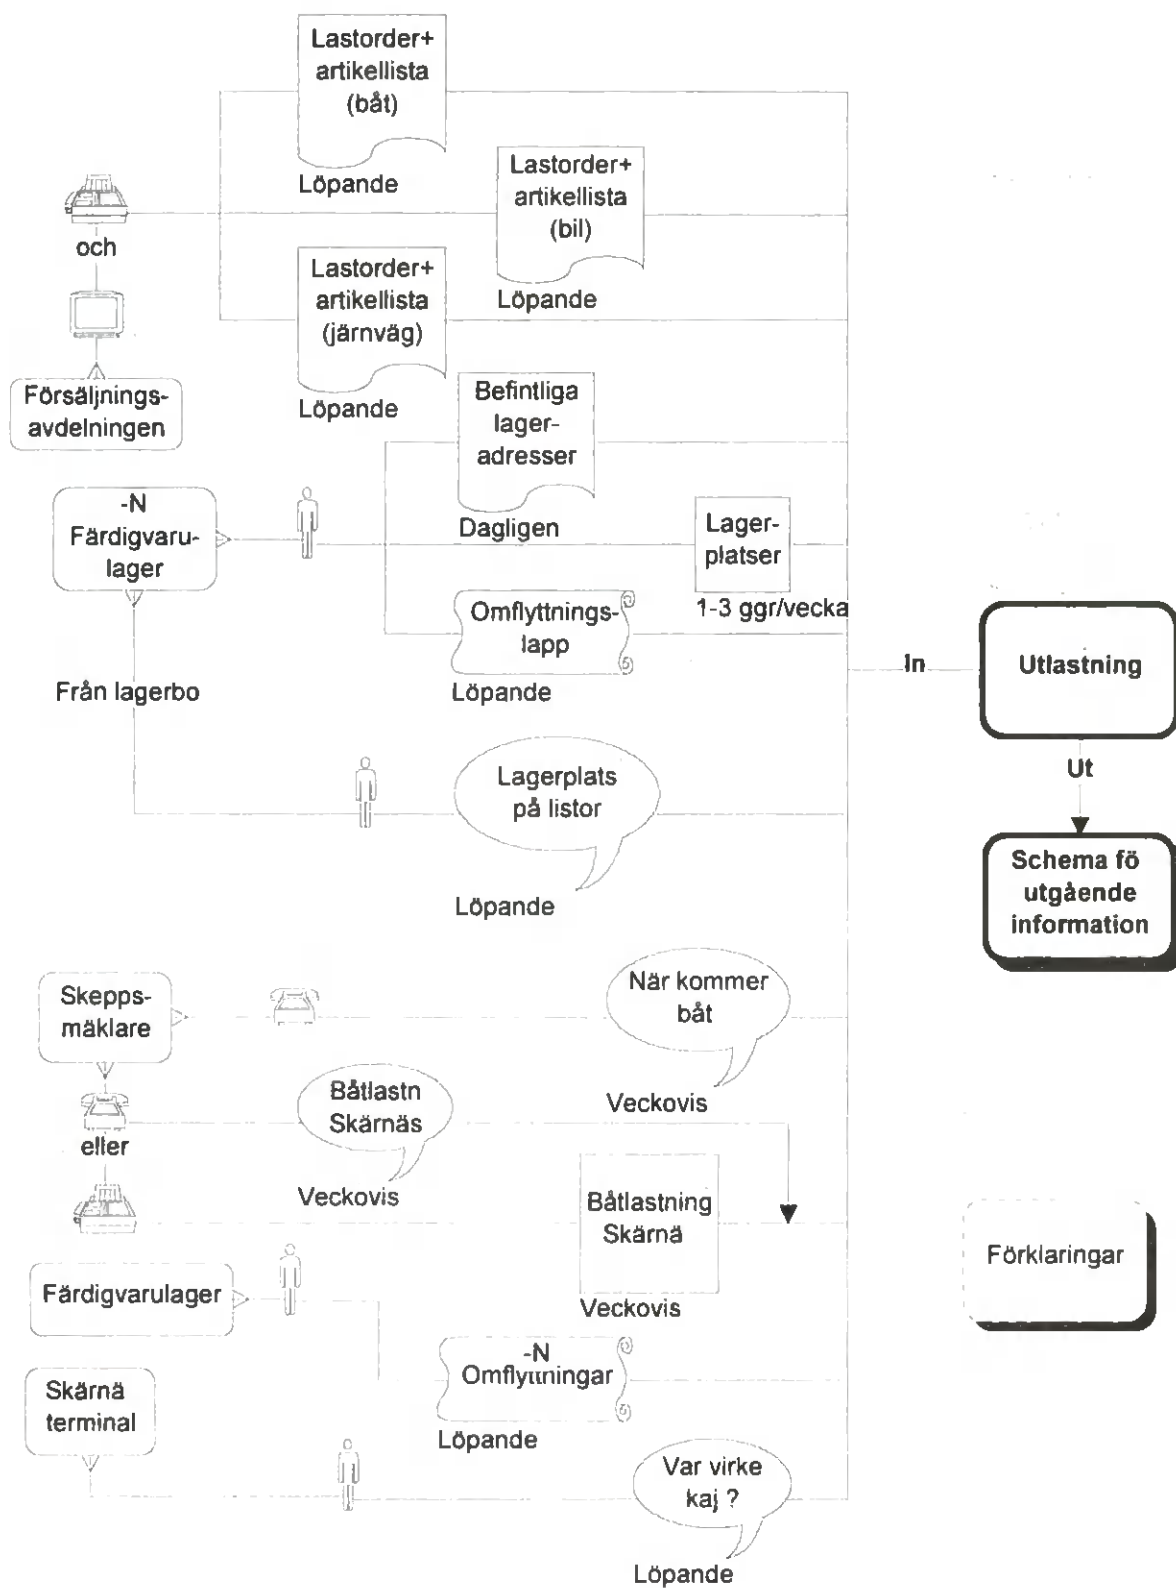 Lastorder+
artikellista
(båt)
Löpande
Lastorder+
artikellista
(bil)
Löpande
och
Lastorder+
artikellista
(järnväg)
Löpande
Försäljnings-
avdelningen
Befintliga
lager-
adresser
Dagligen
-N
Färdigvaru-
lager
Lager-
platser
1-3 ggr/vecka
Omflyttnings-
lapp
Löpande
Från lagerbo
In
Utlastning
Ut
Lagerplats
på listor
Löpande
Schema fö
utgående
information
Skepps-
mäklare
När kommer
båt
Veckovis
eller
Båtlastn
Skärnäs
Veckovis
Båtlastning
Skärnä
Veckovis
Förklaringar
Färdigvarulager
-N
Omflyttningar
Löpande
Skärnä
terminal
Var virke
kaj ?
Löpande